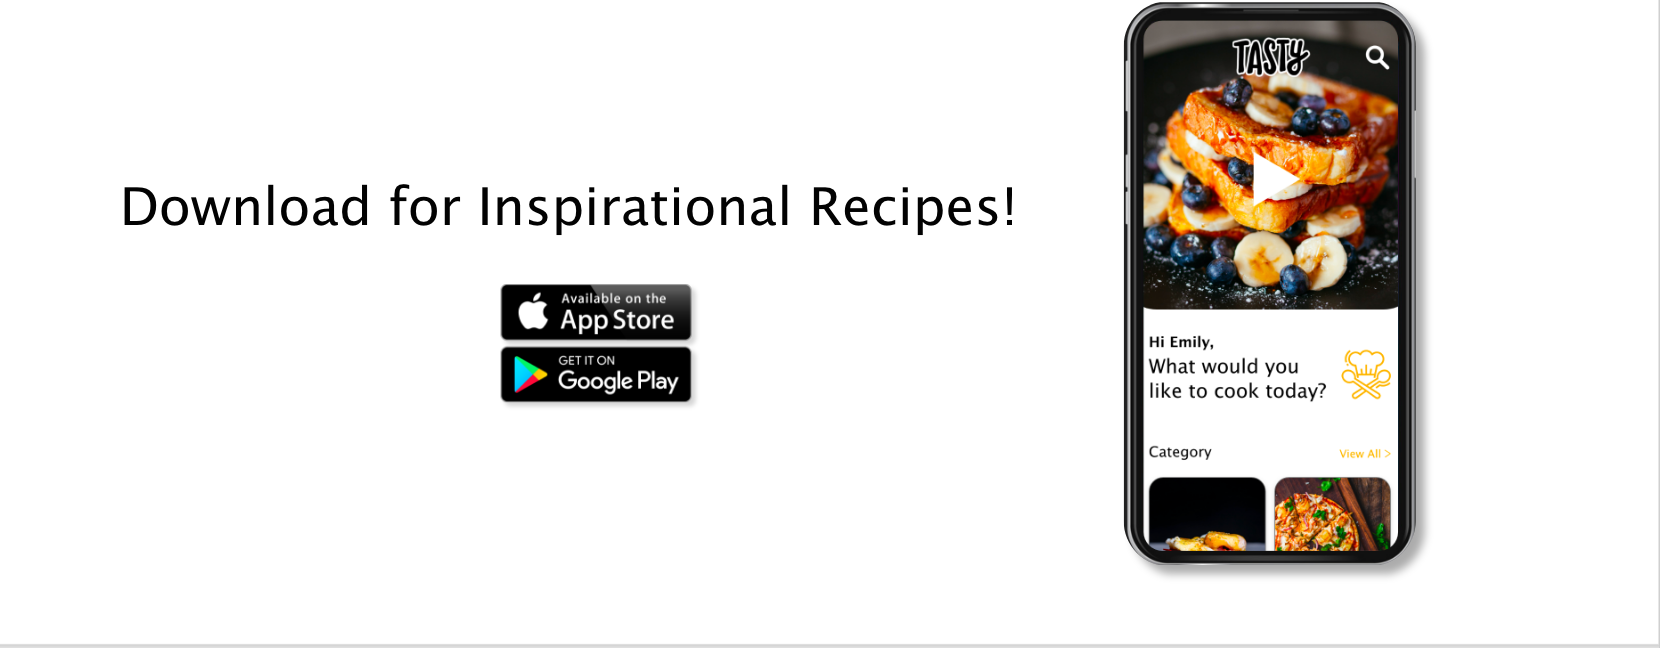 Download for Inspirational Recipes!
Available on the
App Store
GET IT ON
Google Play
TASTY
Hi Emily,
What would you
like to cook today?
Category
View All >